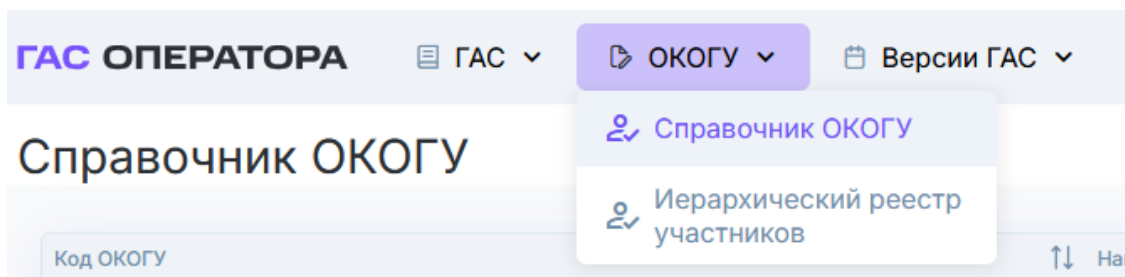 ГАС ОПЕРАТОРА ГАС ОКОГУ Версии ГАС
Справочник ОКОГУ
Справочник ОКОГУ
Иерархический реестр
участников
Код ОКОГУ